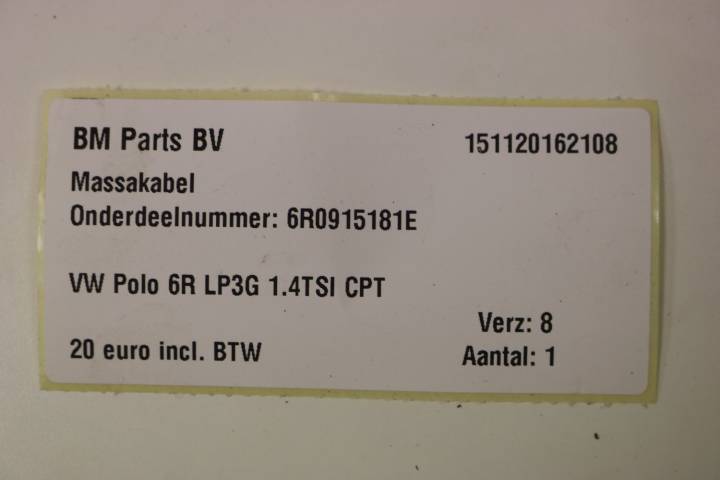 BM Parts BV 151120162108
Massakabel
Onderdeelnummer: 6R0915181E
VW Polo 6R LP3G 1.4TSI CPT
Verz: 8
20 euro incl. BTW Aantal: 1